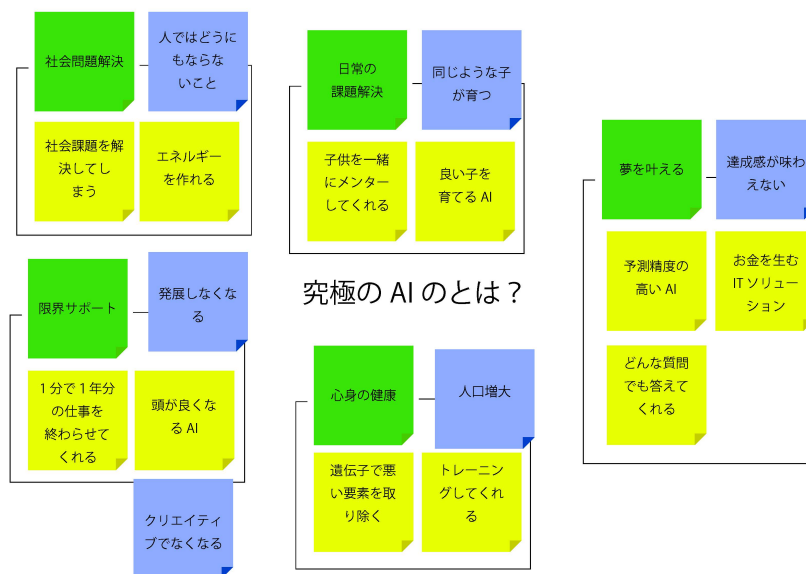 社会問題解決
人ではどうに
もならな
いこと
社会課題を解
決してし
まう
エネルギー
を作れる
日常の
課題解決
同じような子
が育つ
子供を一緒
にメンター
してくれる
良い子を
育てる AI
夢を叶える
達成感が味わ
えない
予測精度の
高い AI
お金を生む
IT ソリュー
ション
どんな質問
でも答えて
くれる
究極の AI のとは？
限界サポート
発展しなくな
る
1 分で 1 年分
の仕事を
終わらせて
くれる
頭が良くな
る AI
クリエイティ
ブでなくなる
心身の健康
人口増大
遺伝子で悪
い要素を取
り除く
トレーニン
グしてくれ
る